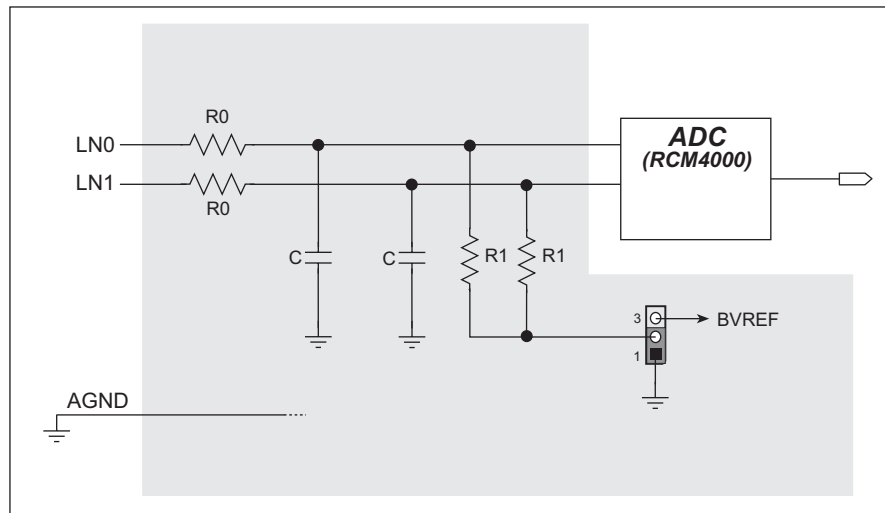 R0
LN0
ADC
(RCM4000)
LN1
R0
C
C
R1
R1
3
BVREF
1
AGND